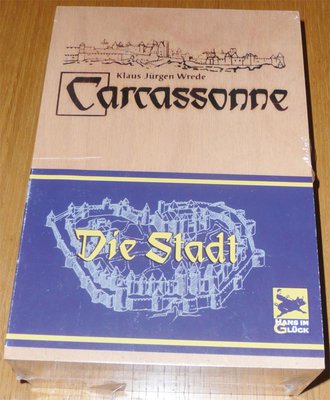 Klaus Jürgen Wrede
Carcassonne
Die Stadt
HANS IM
GLÜCK